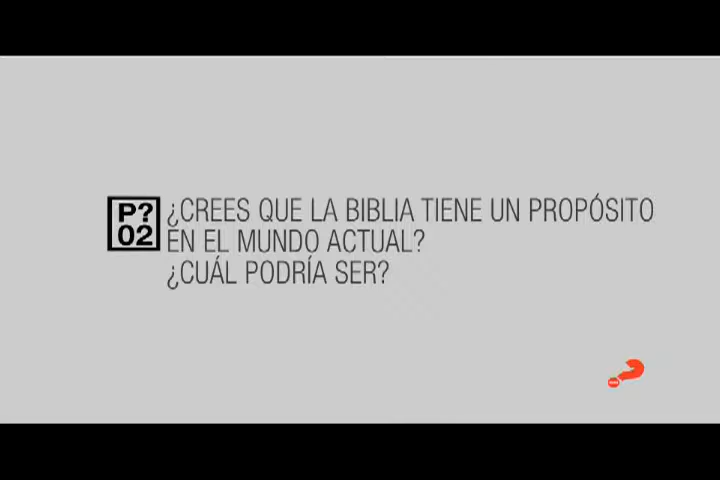 P?
02
¿CREES QUE LA BIBLIA TIENE UN PROPÓSITO
EN EL MUNDO ACTUAL?
¿CUÁL PODRÍA SER?